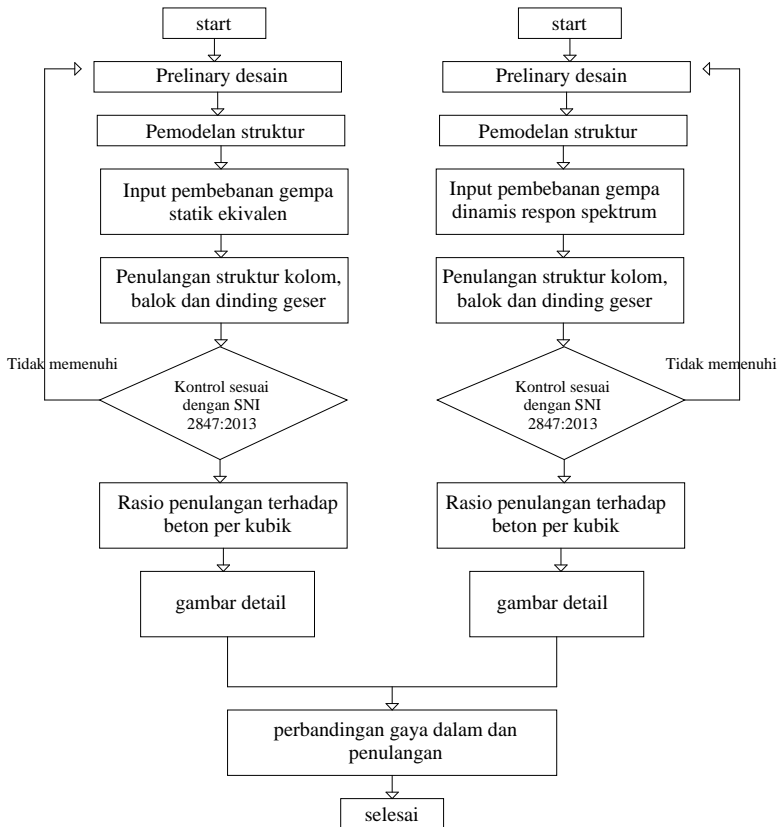 start
Prelinary desain
Pemodelan struktur
Input pembebanan gempa
statik ekivalen
Penulangan struktur kolom,
balok dan dinding geser
Tidak memenuhi
Kontrol sesuai
dengan SNI
2847:2013
Rasio penulangan terhadap
beton per kubik
gambar detail
start
Prelinary desain
Pemodelan struktur
Input pembebanan gempa
dinamis respon spektrum
Penulangan struktur kolom,
balok dan dinding geser
Tidak memenuhi
Kontrol sesuai
dengan SNI
2847:2013
Rasio penulangan terhadap
beton per kubik
gambar detail
perbandingan gaya dalam dan
penulangan
selesai